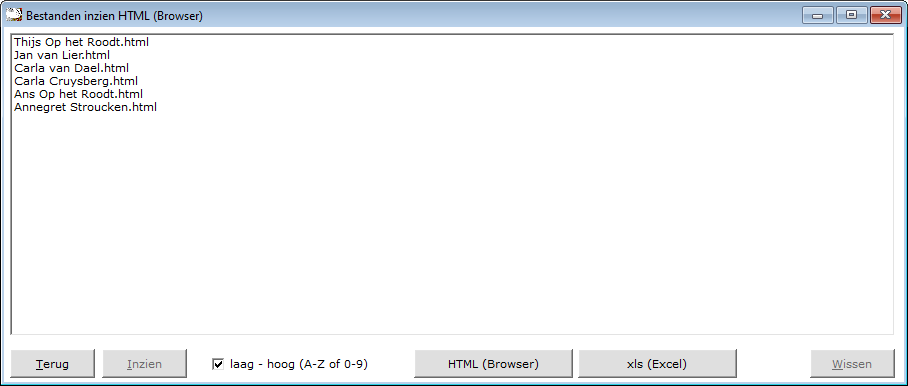 Bestanden inzien HTML (Browser)
Thijs Op het Roodt.html
Jan van Lier.html
Carla van Dael.html
Carla Cruysberg.html
Ans Op het Roodt.html
Annegret Stroucken.html
Terug Inzien laag - hoog (A-Z of 0-9) HTML (Browser) xls (Excel) Wissen